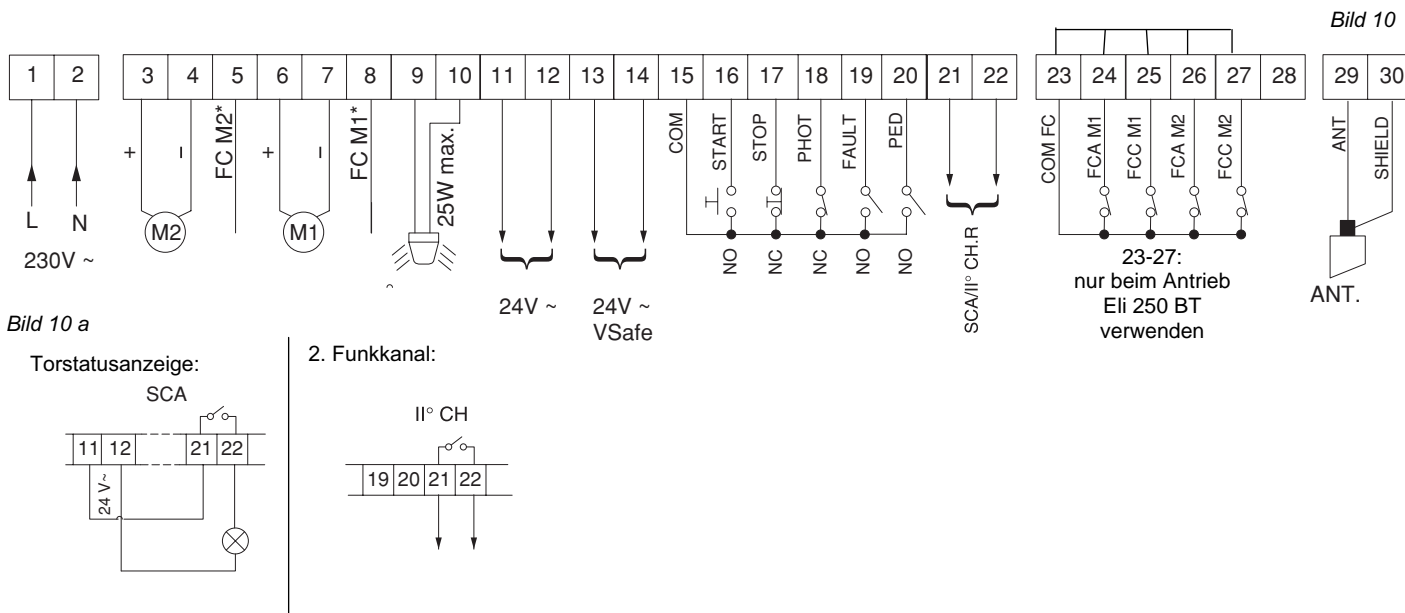 Bild 10
1 2 3 4 5 6 7 8 9 10 11 12 13 14 15 16 17 18 19 20 21 22 23 24 25 26 27 28 29 30
+ − FC M2* + − FC M1* 25W max. COM START STOP PHOT FAULT PED COM FC FCA M1 FCC M1 FCA M2 FCC M2 ANT SHIELD
L N M2 M1
230V ~
24V ~
24V ~
VSafe
NO NC NC NO NO
SCA/II° CH.R
23-27:
nur beim Antrieb
Eli 250 BT
verwenden
ANT.
Bild 10 a
Torstatusanzeige:
SCA
11 12 21 22
24 V~
2. Funkkanal:
II° CH
19 20 21 22